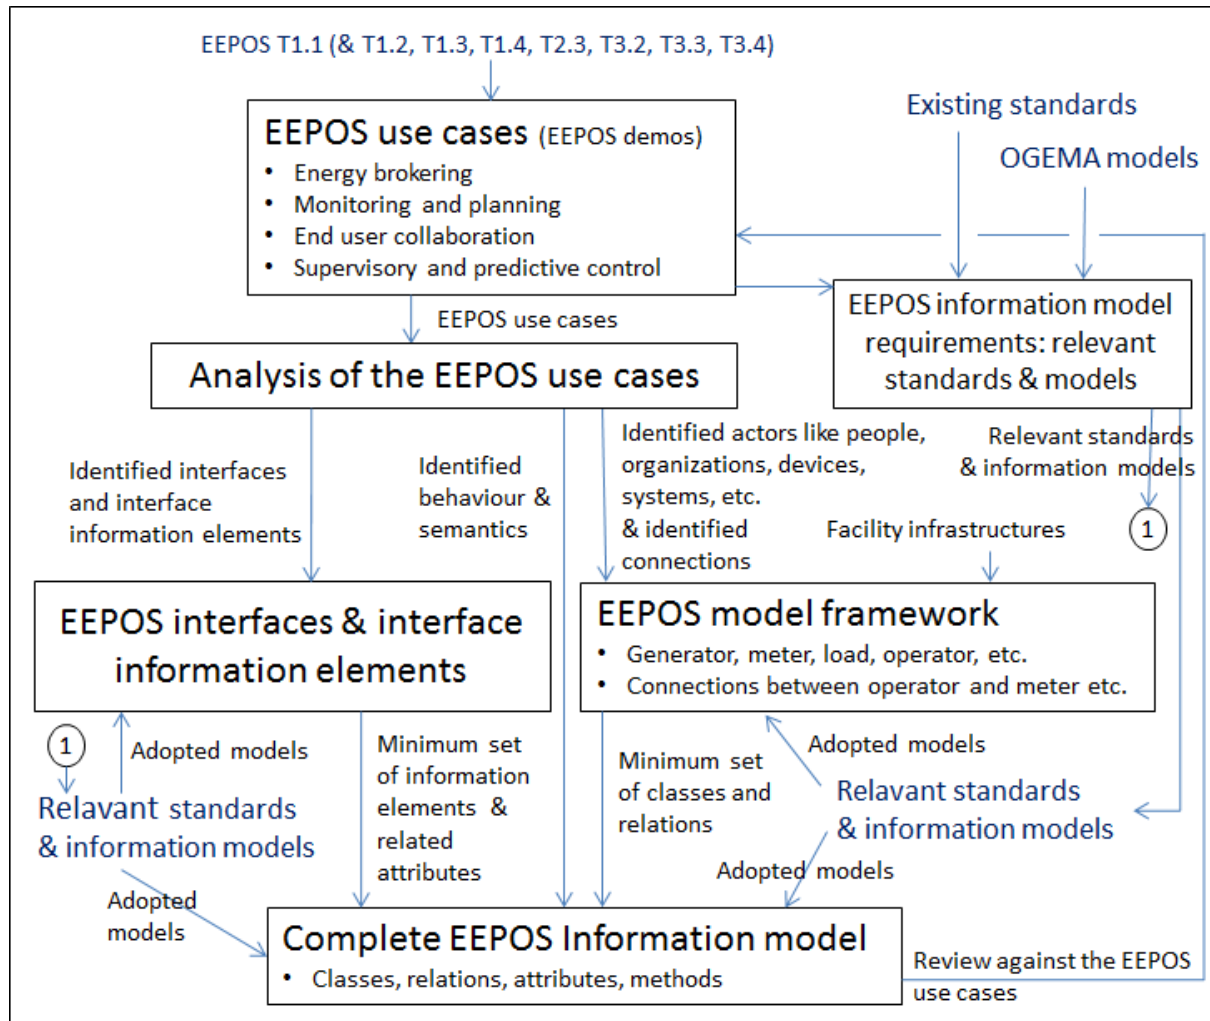 EEPOS T1.1 (& T1.2, T1.3, T1.4, T2.3, T3.2, T3.3, T3.4)
EEPOS use cases (EEPOS demos)
• Energy brokering
• Monitoring and planning
• End user collaboration
• Supervisory and predictive control
Existing standards
OGEMA models
EEPOS use cases
EEPOS information model
requirements: relevant
standards & models
Analysis of the EEPOS use cases
Identified interfaces
and interface
information elements
Identified
behaviour &
semantics
Identified actors like people,
organizations, devices,
systems, etc.
& identified
connections
Relevant standards
& information models
1
Facility infrastructures
EEPOS interfaces & interface
information elements
EEPOS model framework
• Generator, meter, load, operator, etc.
• Connections between operator and meter etc.
1
Adopted models
Relavant standards
& information models
Minimum set
of information
elements &
related
attributes
Minimum set
of classes and
relations
Adopted models
Relavant standards
& information models
Adopted models
Adopted
models
Complete EEPOS Information model
• Classes, relations, attributes, methods
Review against the EEPOS
use cases